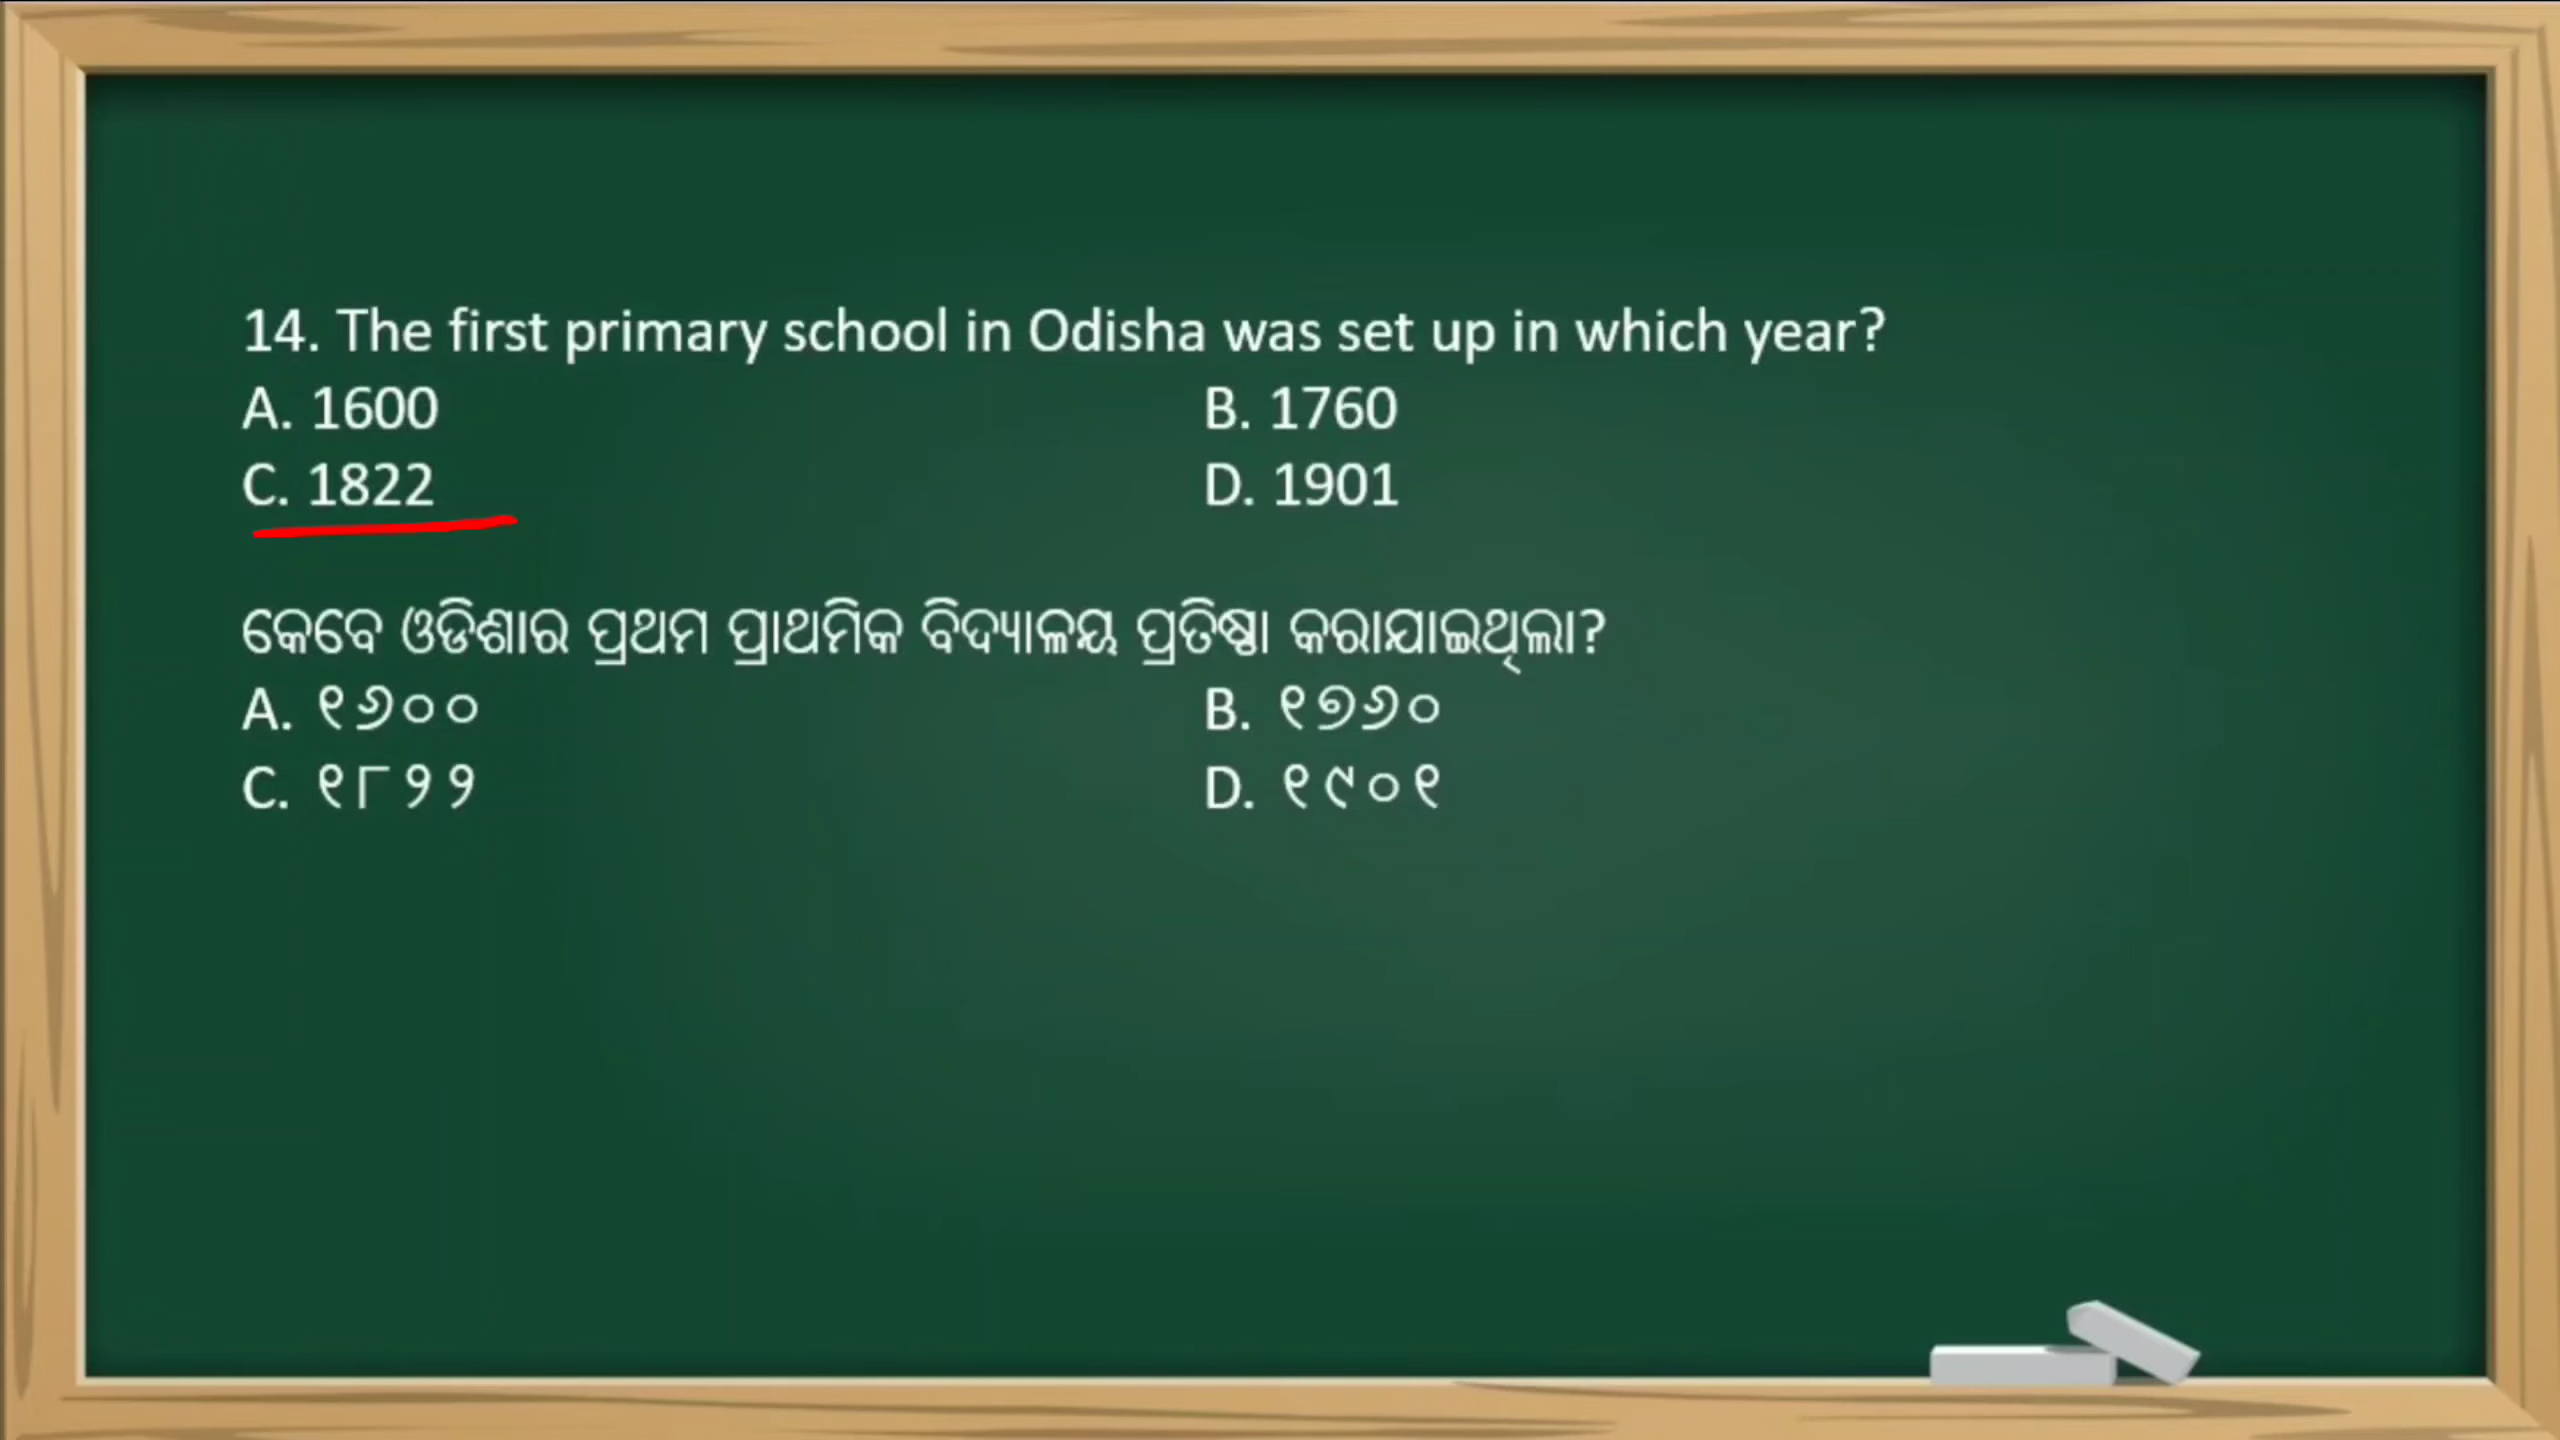 14. The first primary school in Odisha was set up in which year?
A. 1600 B. 1760
C. 1822 D. 1901
କେବେ ଓଡିଶାର ପ୍ରଥମ ପ୍ରାଥମିକ ବିଦ୍ୟାଳୟ ପ୍ରତିଷ୍ଠା କରାଯାଇଥିଲା?
A. ୧୬୦୦ B. ୧୭୬୦
C. ୧୮୨୨ D. ୧୯୦୧